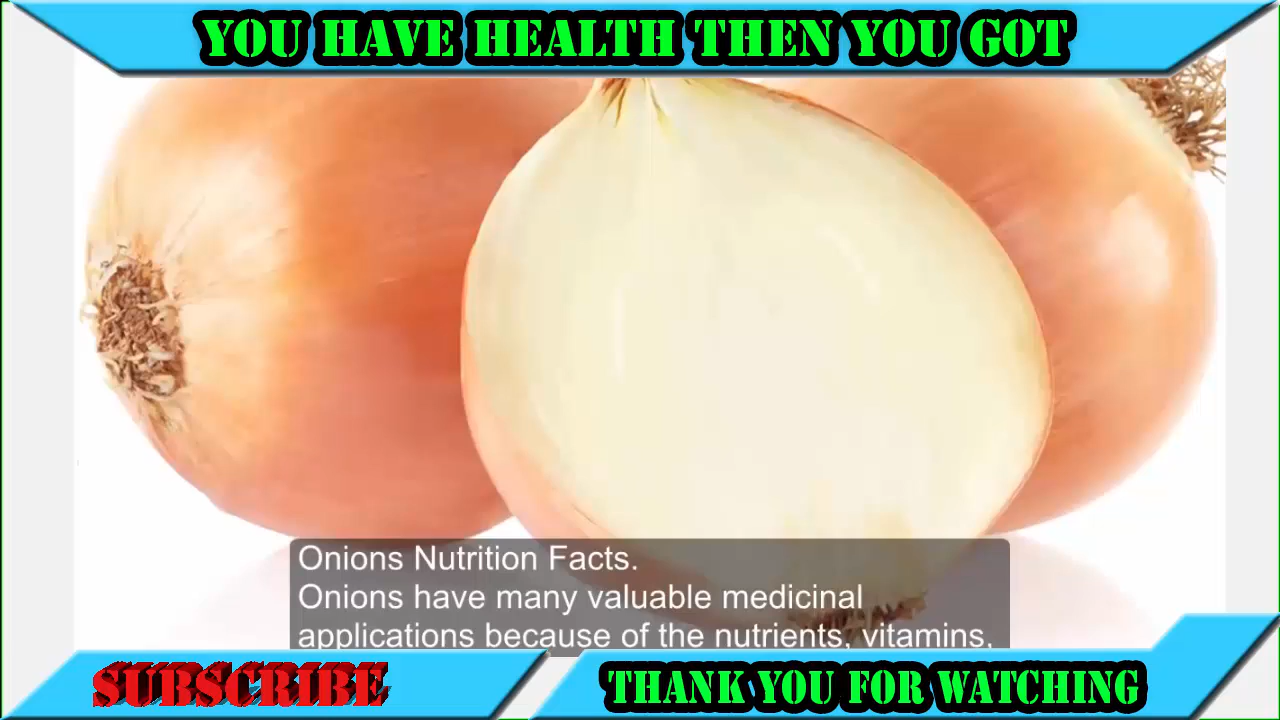 YOU HAVE HEALTH THEN YOU GOT
Onions Nutrition Facts.
Onions have many valuable medicinal
applications because of the nutrients, vitamins,
SUBSCRIBE
THANK YOU FOR WATCHING